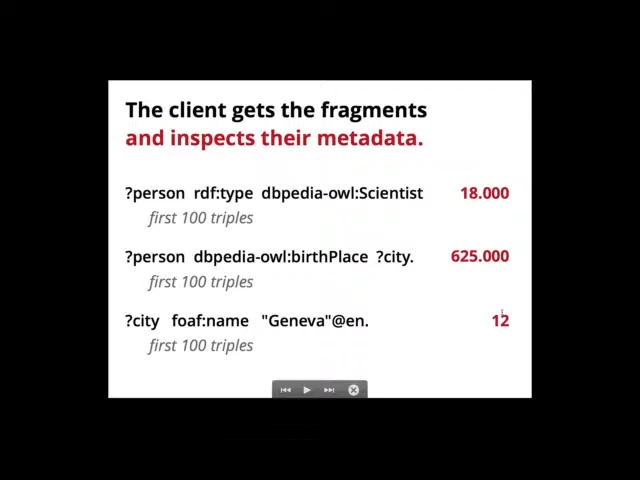 The client gets the fragments
and inspects their metadata.
?person rdf:type dbpedia-owl:Scientist 18.000
first 100 triples
?person dbpedia-owl:birthPlace ?city. 625.000
first 100 triples
?city foaf:name "Geneva"@en. 12
first 100 triples